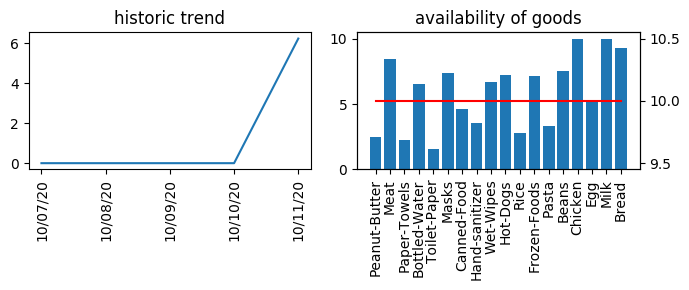 historic trend
6
4
2
0
10/07/20
10/08/20
10/09/20
10/10/20
10/11/20
availability of goods
10
5
0
10.5
10.0
9.5
Peanut-Butter
Meat
Paper-Towels
Bottled-Water
Toilet-Paper
Masks
Canned-Food
Hand-sanitizer
Wet-Wipes
Hot-Dogs
Rice
Frozen-Foods
Pasta
Beans
Chicken
Egg
Milk
Bread